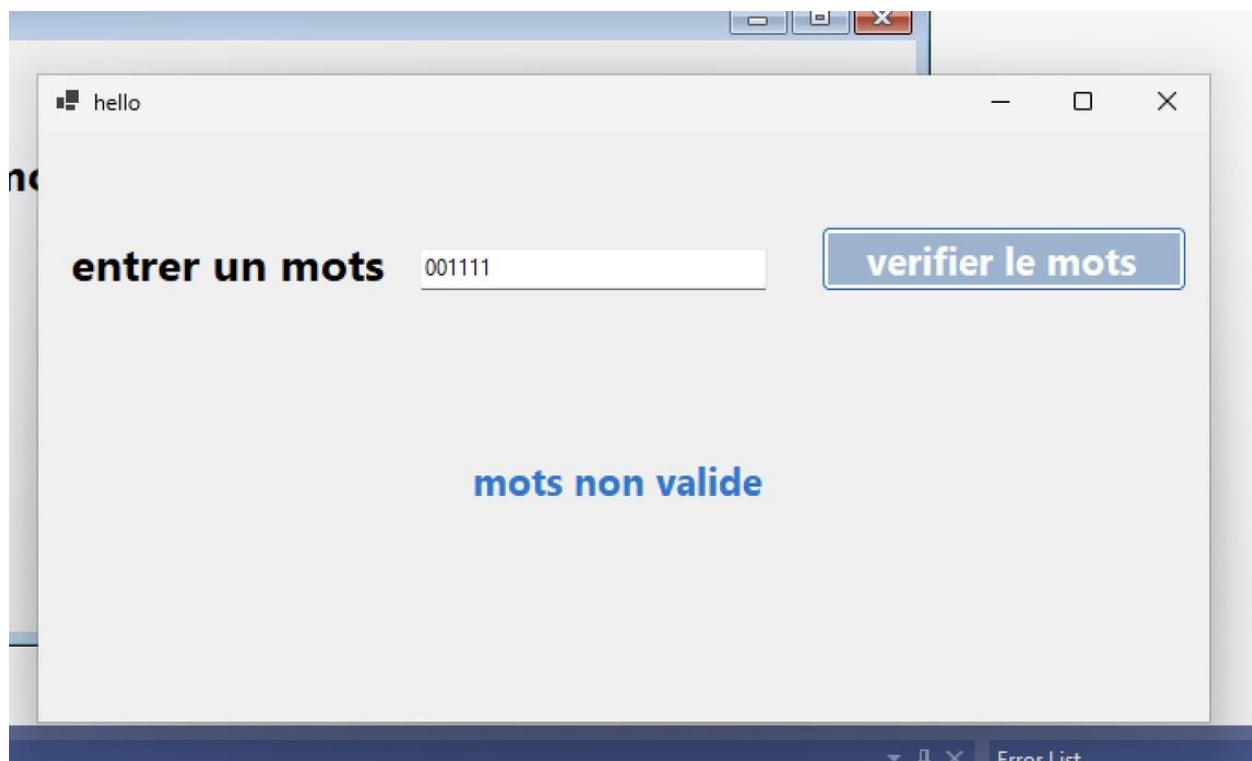 hello
entrer un mots
001111
verifier le mots
mots non valide
Error List